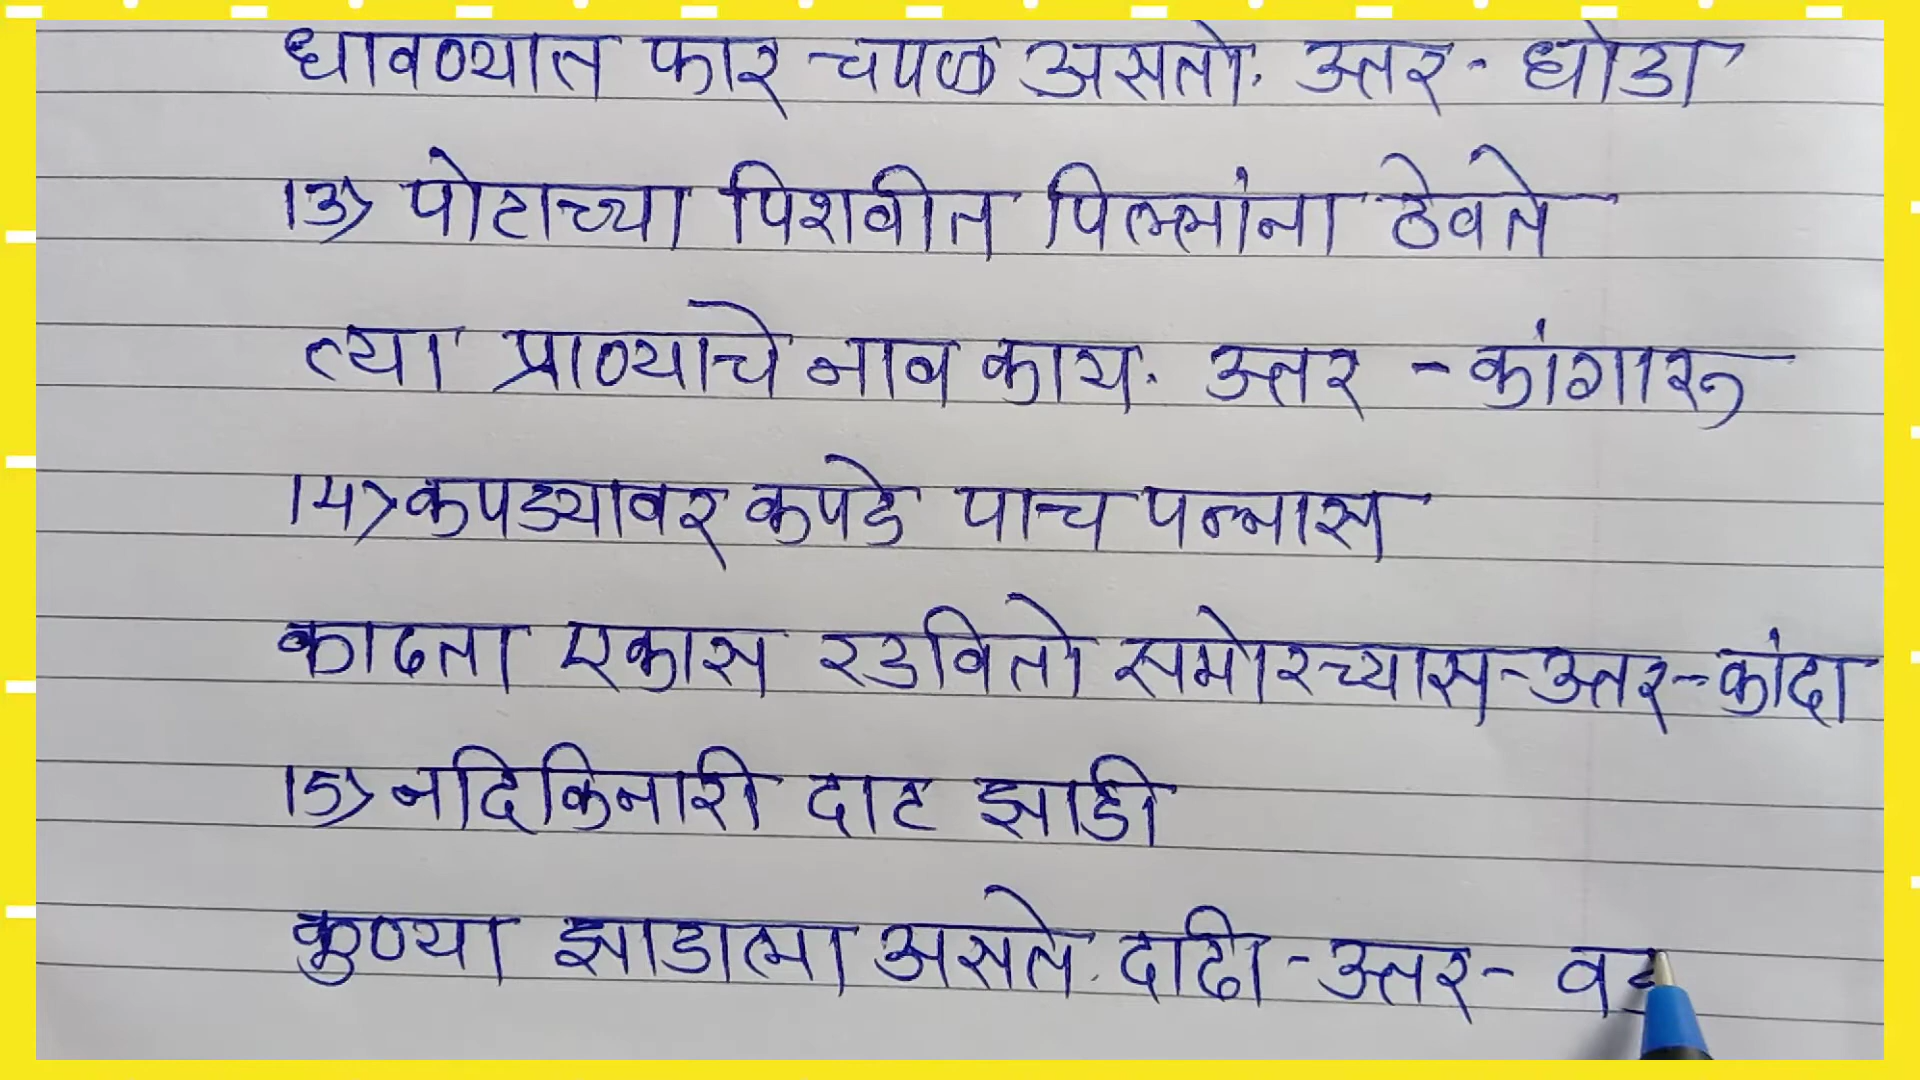 धावण्यात फार चपळ असतो. उत्तर - घोडा
13) पोटाच्या पिशवीत पिल्लांना ठेवते
त्या प्राण्याचे नाव काय. उत्तर - कांगारू
14) कपड्यावर कपडे पाच पन्नास
काढता एकास रडवितो समोरच्यास - उत्तर - कांदा
15) नदिकिनारी दाट झाडी
कुण्या झाडाला असते दाढी - उत्तर - वड